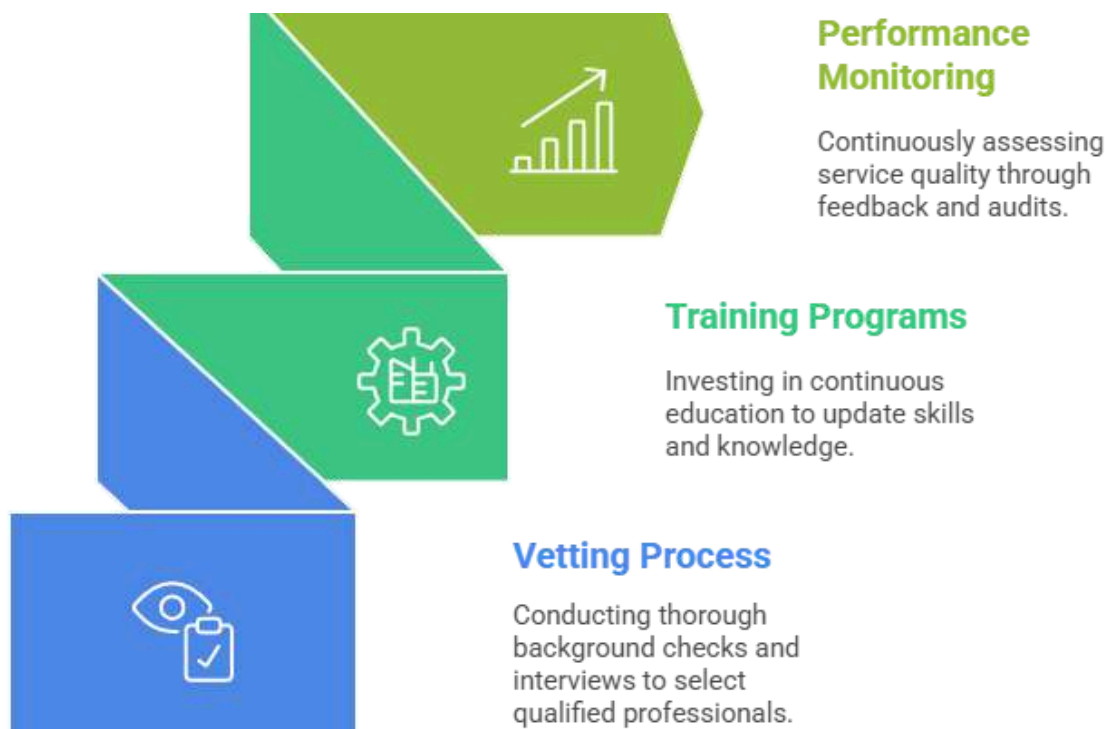 Performance
Monitoring
Continuously assessing
service quality through
feedback and audits.
Training Programs
Investing in continuous
education to update skills
and knowledge.
Vetting Process
Conducting thorough
background checks and
interviews to select
qualified professionals.